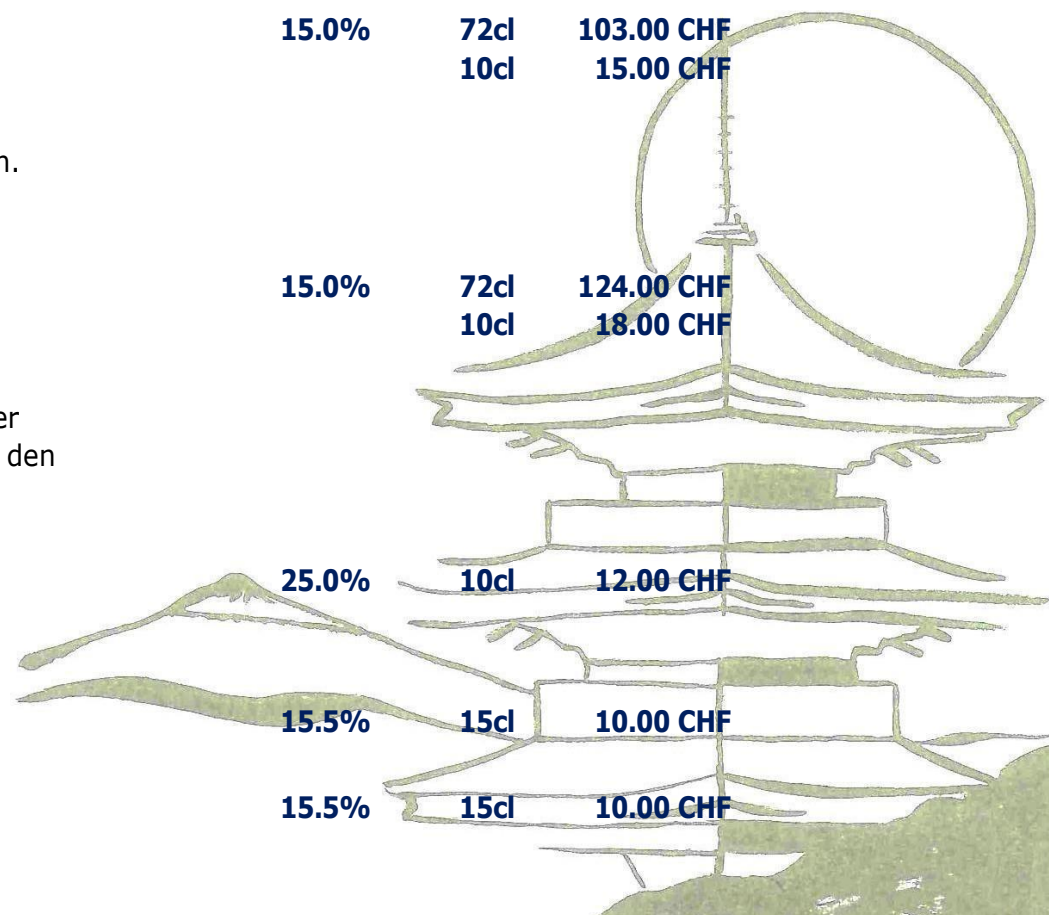 15.0% 72cl 103.00 CHF
10cl 15.00 CHF
n.
15.0% 72cl 124.00 CHF
10cl 18.00 CHF
er
den
25.0% 10cl 12.00 CHF
15.5% 15cl 10.00 CHF
15.5% 15cl 10.00 CHF